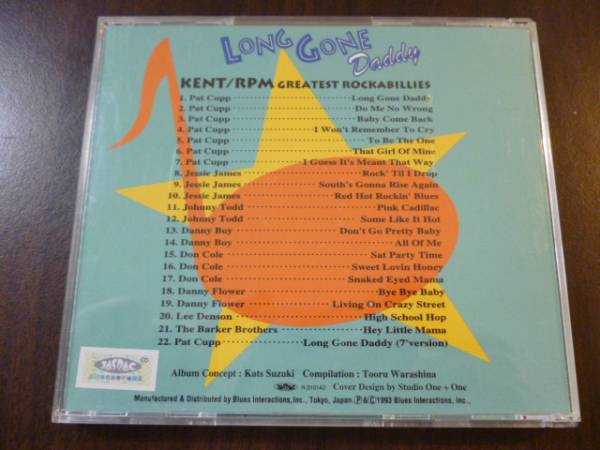 LONG GONE
Daddy
KENT/RPM GREATEST ROCKABILLIES
1. Pat Cupp Long Gone Daddy
2. Pat Cupp Do Me No Wrong
3. Pat Cupp Baby Come Back
4. Pat Cupp I Won't Remember To Cry
5. Pat Cupp To Be The One
6. Pat Cupp That Girl Of Mine
7. Pat Cupp I Guess It's Meant That Way
8. Jessie James Rock' Til I Drop
9. Jessie James South's Gonna Rise Again
10. Jessie James Red Hot Rockin' Blues
11. Johnny Todd Pink Cadillac
12. Johnny Todd Some Like It Hot
13. Danny Boy Don't Go Pretty Baby
14. Danny Boy All Of Me
15. Don Cole Sat Party Time
16. Don Cole Sweet Lovin Honey
17. Don Cole Snaked Eyed Mama
18. Danny Flower Bye Bye Baby
19. Danny Flower Living On Crazy Street
20. Lee Denson High School Hop
21. The Barker Brothers Hey Little Mama
22. Pat Cupp Long Gone Daddy (7"version)
JASRAC
Album Concept : Kats Suzuki Compilation : Tooru Warashina
Cover Design by Studio One + One
Manufactured & Distributed by Blues Interactions, Inc., Tokyo, Japan. Ⓟ&©1993 Blues Interactions, Inc.,